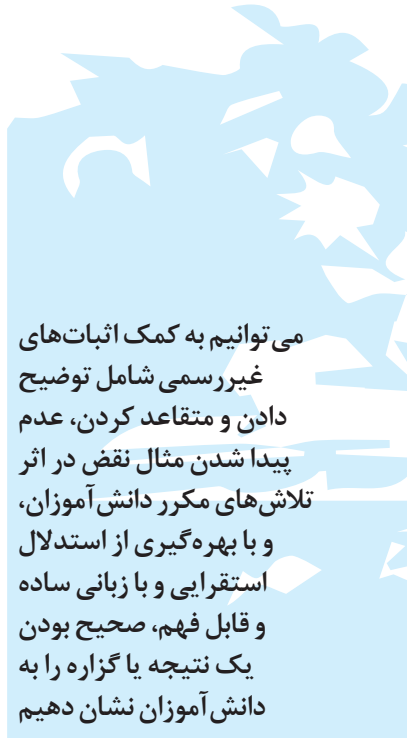 می‌توانیم به کمک اثبات‌های
غیررسمی شامل توضیح
دادن و متقاعد کردن، عدم
پیدا شدن مثال نقض در اثر
تلاش‌های مکرر دانش‌آموزان،
و با بهره‌گیری از استدلال
استقرایی و با زبانی ساده
و قابل فهم، صحیح بودن
یک نتیجه یا گزاره را به
دانش‌آموزان نشان دهیم